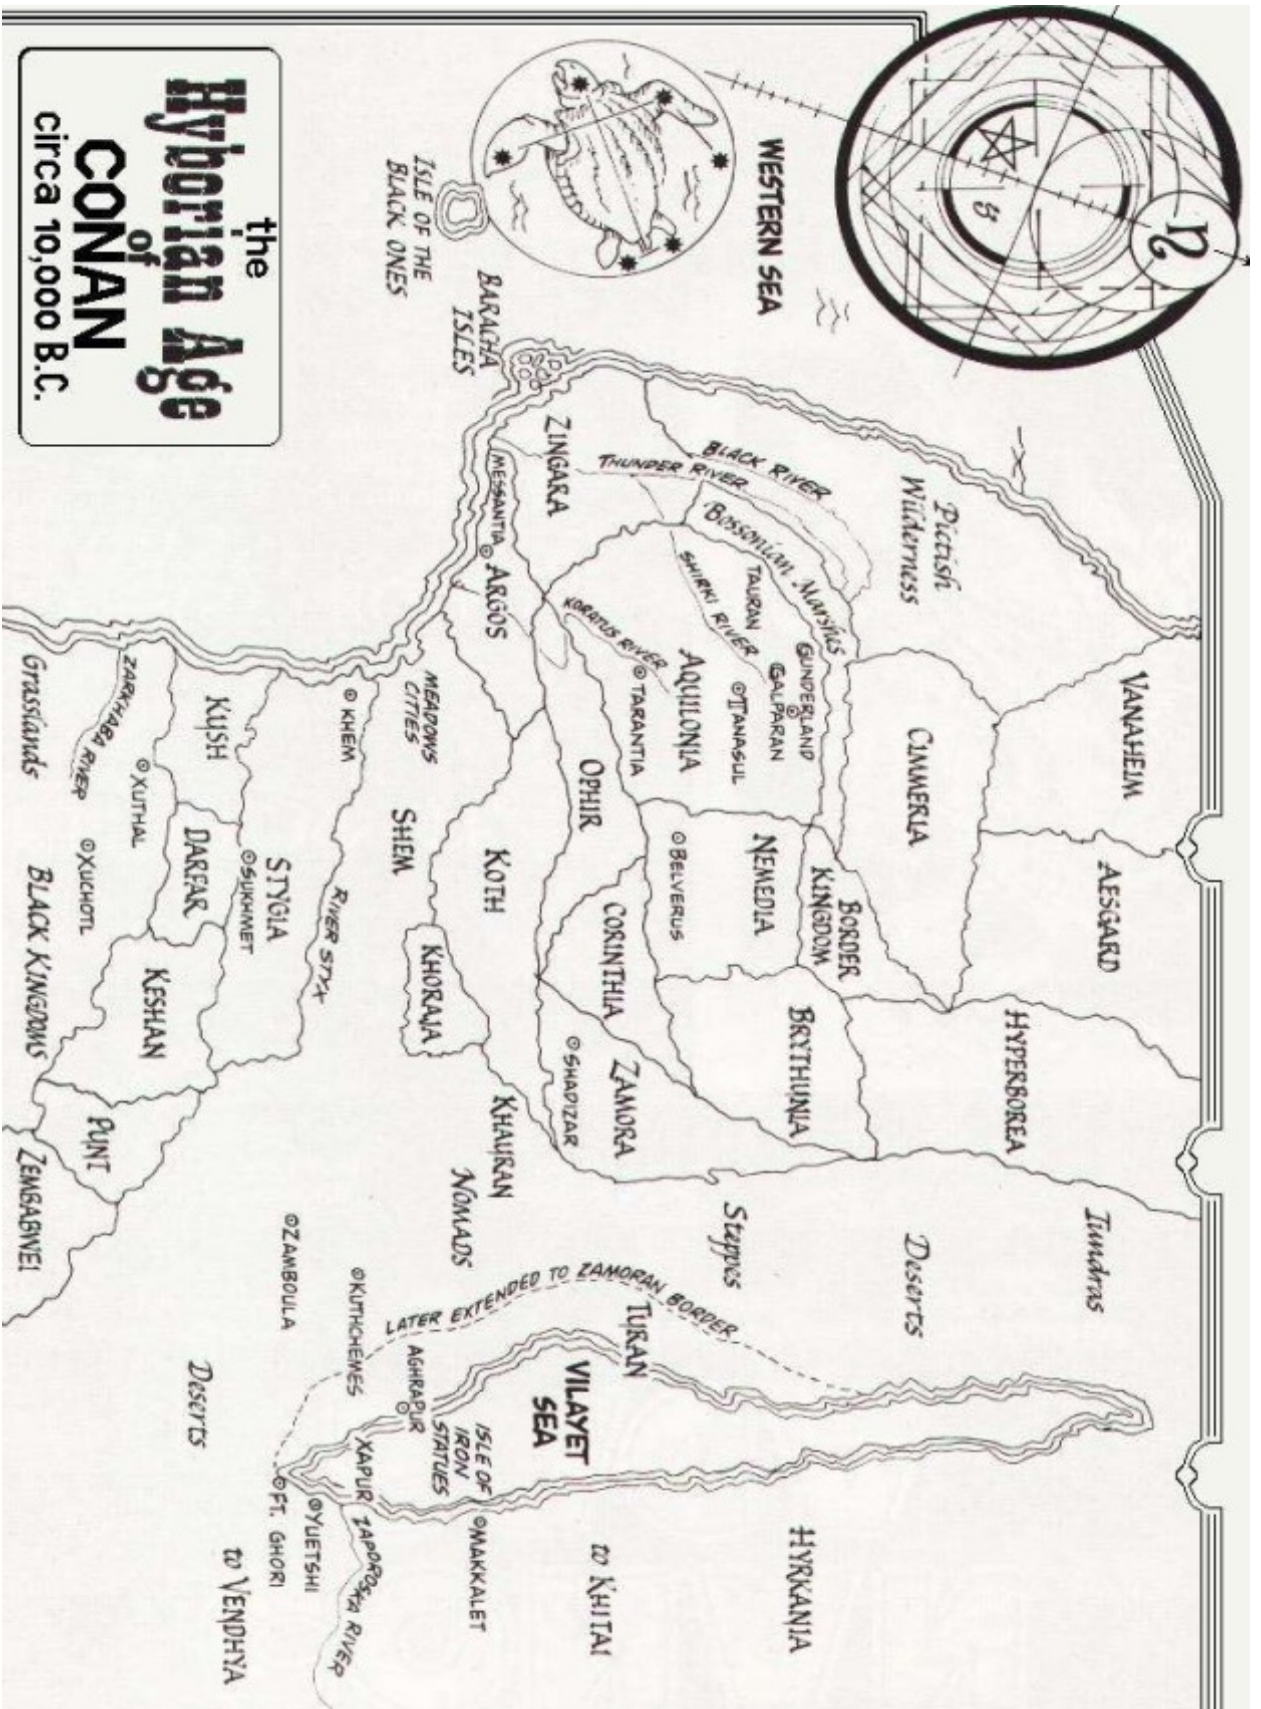 N
WESTERN SEA
ISLE OF THE
BLACK ONES
BARACHA
ISLES
the
Hyborian Age
of
CONAN
circa 10,000 B.C.
VANAHEIM
AESGARD
HYPERBOREA
Tundras
Pictish
Wilderness
CIMMERIA
Deserts
BLACK RIVER
THUNDER RIVER
Bossonian Marshes
GUNDERLAND
GALPARAN
TAURAN
TANASUL
SHIRKI RIVER
AQUILONIA
KORATUS RIVER
TARANTIA
BORDER
KINGDOM
NEMEDIA
BELVERUS
BRYTHUNIA
Steppes
HYRKANIA
ZINGARA
MESSANTIA
ARGOS
OPHIR
CORINTHIA
ZAMORA
SHADIZAR
TURAN
LATER EXTENDED TO ZAMORAN BORDER
VILAYET
SEA
to KHITAI
KOTH
KHORAJA
KHAURAN
NOMADS
MEADOWS
CITIES
SHEM
AGHRAPUR
ISLE OF
IRON
STATUES
MAKKALET
KHEM
RIVER STYX
KUTHCHEMES
XAPUR
ZAPOROSKA RIVER
YUETSHI
FT. GHORI
ZAMBOULA
STYGIA
SUKHMET
KUSH
DARFAR
KESHAN
PUNT
ZEMBABWEI
Deserts
to VENDHYA
ZARKHABA RIVER
XUTHAL
XUCHOTL
Grasslands
BLACK KINGDOMS